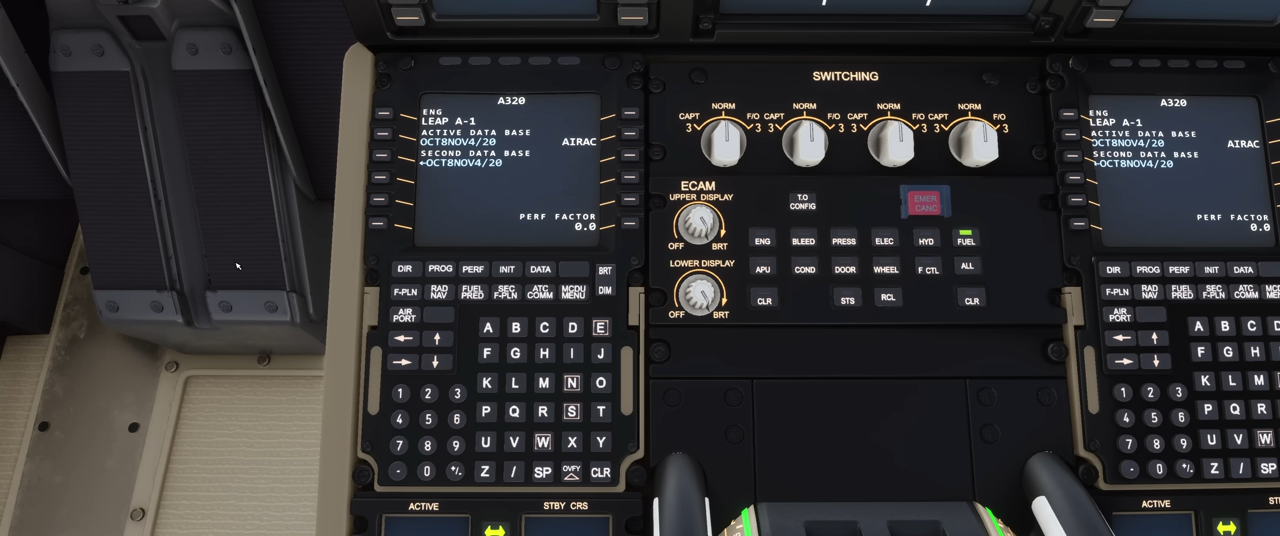 A320
ENG
LEAP A-1
ACTIVE DATA BASE
OCT8NOV4/20 AIRAC
SECOND DATA BASE
←OCT8NOV4/20
PERF FACTOR
0.0
DIR PROG PERF INIT DATA BRT
DIM
F-PLN RAD NAV FUEL PRED SEC F-PLN ATC COMM MCDU MENU
AIR PORT
← ↑
→ ↓
A B C D E
F G H I J
K L M N O
P Q R S T
U V W X Y
Z / SP OVFY CLR
1 2 3
4 5 6
7 8 9
- 0 +/-
ACTIVE STBY CRS
SWITCHING
NORM NORM NORM NORM
CAPT F/O CAPT F/O CAPT F/O CAPT F/O
3 3 3 3 3 3 3 3
ECAM
UPPER DISPLAY
OFF BRT
LOWER DISPLAY
OFF BRT
T.O CONFIG
EMER CANC
ENG BLEED PRESS ELEC HYD FUEL
APU COND DOOR WHEEL F CTL ALL
CLR STS RCL CLR
A320
ENG
LEAP A-1
ACTIVE DATA BASE
OCT8NOV4/20 AIRAC
SECOND DATA BASE
OCT8NOV4/20
PERF FACTOR
0.0
DIR PROG PERF INIT DATA
F-PLN RAD NAV FUEL PRED SEC F-PLN ATC COMM
AIR PORT
← ↑
→ ↓
A B C D
F G H
K L M
P Q R
U V W
Z / SP
1 2 3
4 5 6
7 8 9
- 0 +/-
ACTIVE